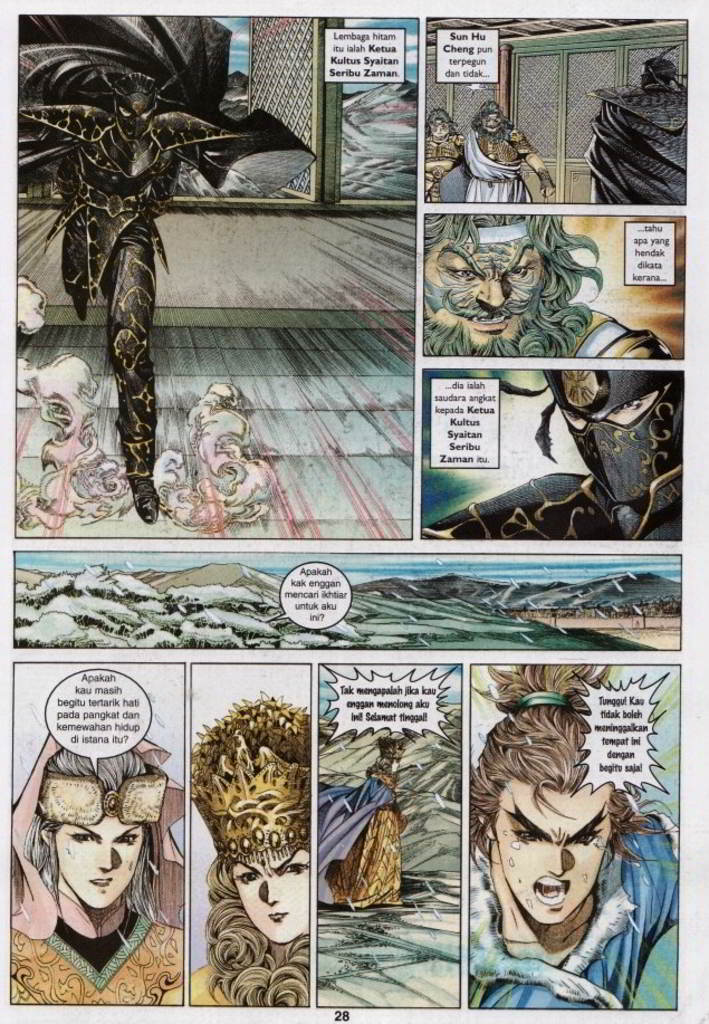 Lembaga hitam
itu ialah Ketua
Kultus Syaitan
Seribu Zaman.
Sun Hu
Cheng pun
terpegun
dan tidak...
...tahu
apa yang
hendak
dikata
kerana...
...dia ialah
saudara angkat
kepada Ketua
Kultus
Syaitan
Seribu
Zaman itu.
Apakah
kak enggan
mencari ikhtiar
untuk aku
ini?
Apakah
kau masih
begitu tertarik hati
pada pangkat dan
kemewahan hidup
di istana itu?
Tak mengapalah jika kau
enggan menolong aku
ini! Selamat tinggal!
Tunggu! Kau
tidak boleh
meninggalkan
tempat ini
dengan
begitu saja!
28